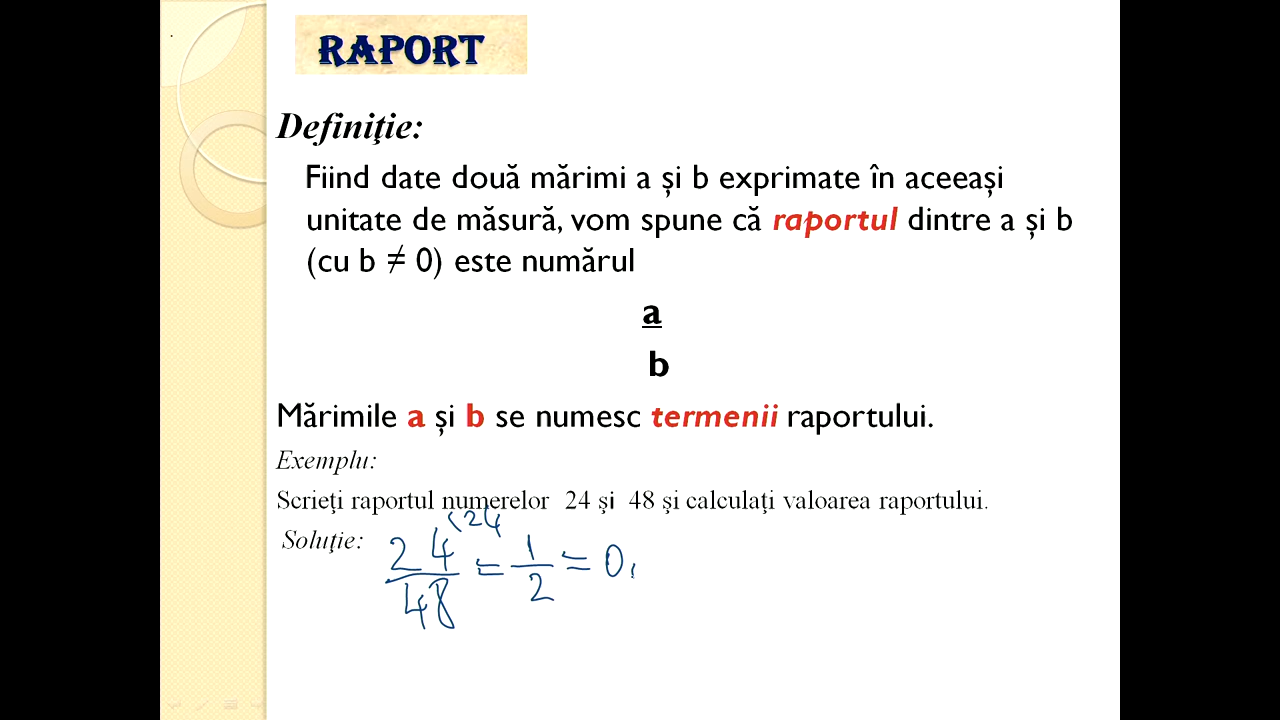 RAPORT
Definiţie:
Fiind date două mărimi a și b exprimate în aceeași
unitate de măsură, vom spune că raportul dintre a și b
(cu b ≠ 0) este numărul
a
b
Mărimile a și b se numesc termenii raportului.
Exemplu:
Scrieţi raportul numerelor 24 şi 48 şi calculaţi valoarea raportului.
Soluţie:
(24
24/48 = 1/2 = 0,